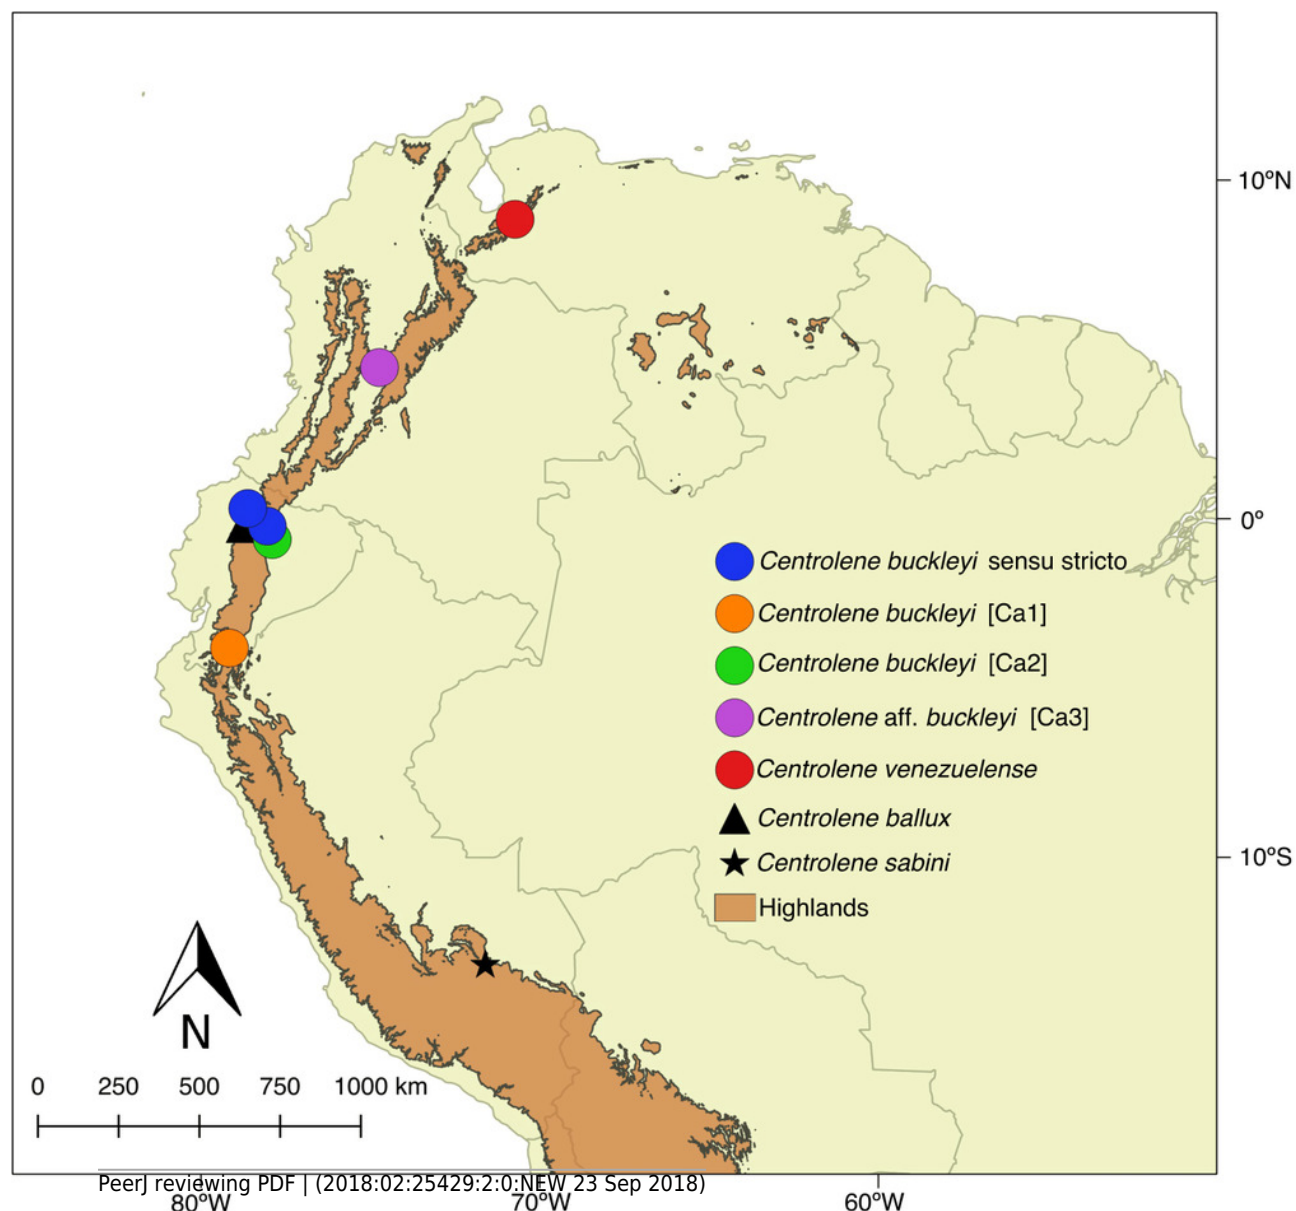 10ºN
0º
Centrolene buckleyi sensu stricto
Centrolene buckleyi [Ca1]
Centrolene buckleyi [Ca2]
Centrolene aff. buckleyi [Ca3]
Centrolene venezuelense
Centrolene ballux
10ºS
Centrolene sabini
Highlands
N
0 250 500 750 1000 km
PeerJ reviewing PDF | (2018:02:25429:2:0:NEW 23 Sep 2018)
80ºW 70ºW 60ºW